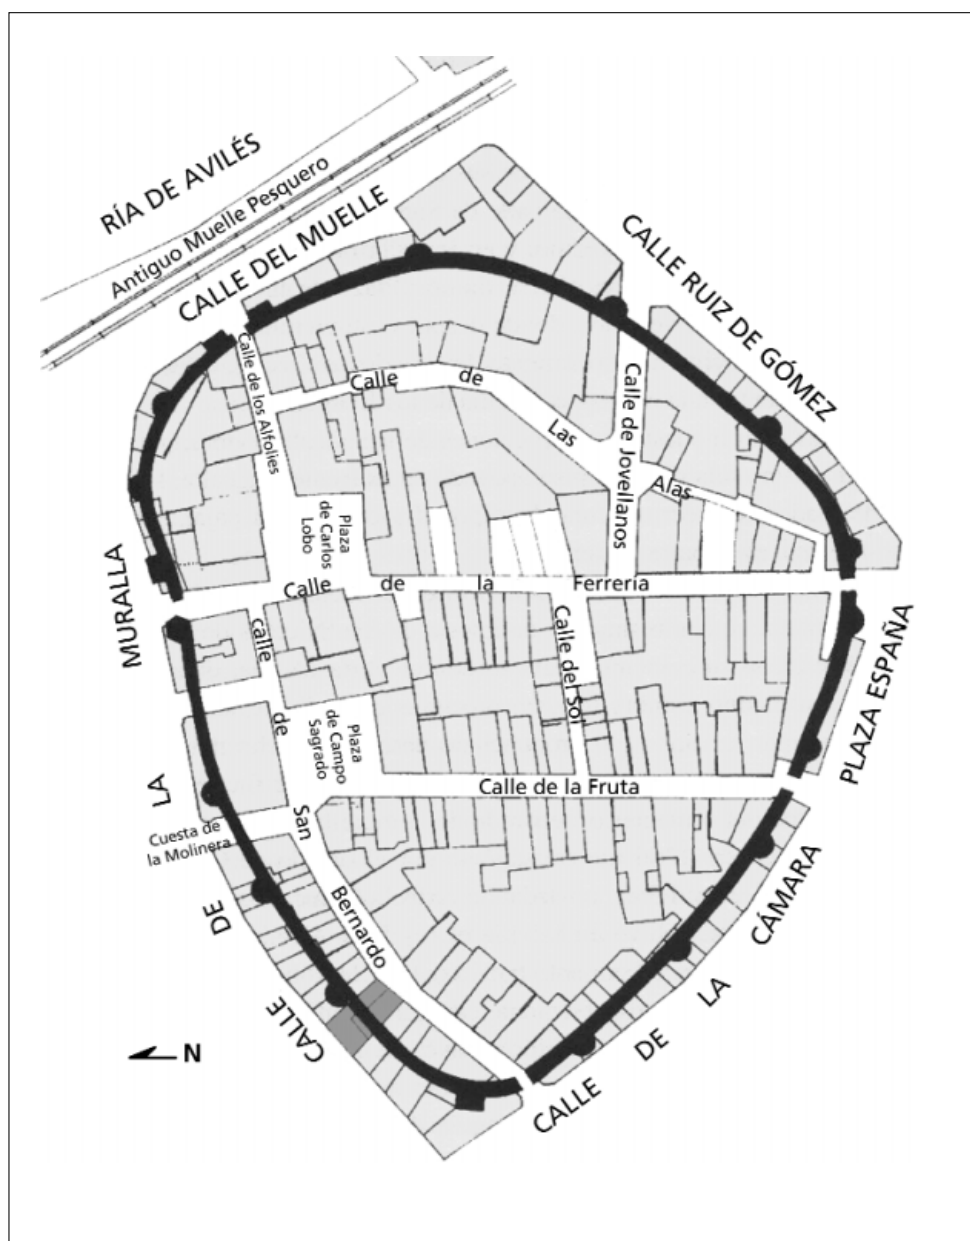 RÍA DE AVILÉS
Antiguo Muelle Pesquero
CALLE DEL MUELLE
CALLE RUIZ DE GÓMEZ
Calle de los Alfolies
Calle de Las Alas
Calle de Jovellanos
Plaza
de Carlos
Lobo
Calle de la Ferrería
MURALLA
calle de San Bernardo
Calle del Sol
PLAZA ESPAÑA
Plaza
de Campo
Sagrado
Calle de la Fruta
LA
Cuesta de
la Molinera
DE
CALLE
N
CALLE DE LA CÁMARA